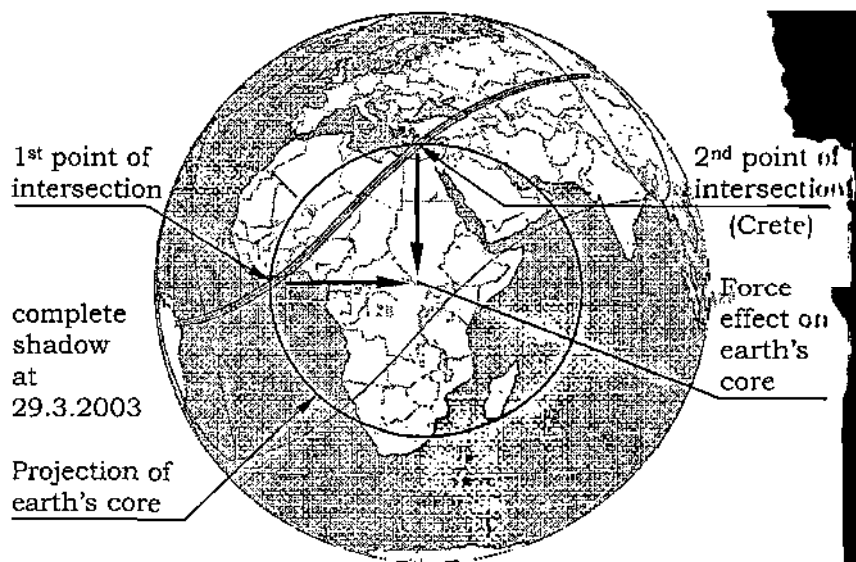 1st point of
intersection
2nd point of
intersection
(Crete)
complete
shadow
at
29.3.2003
Force
effect on
earth's
core
Projection of
earth's core